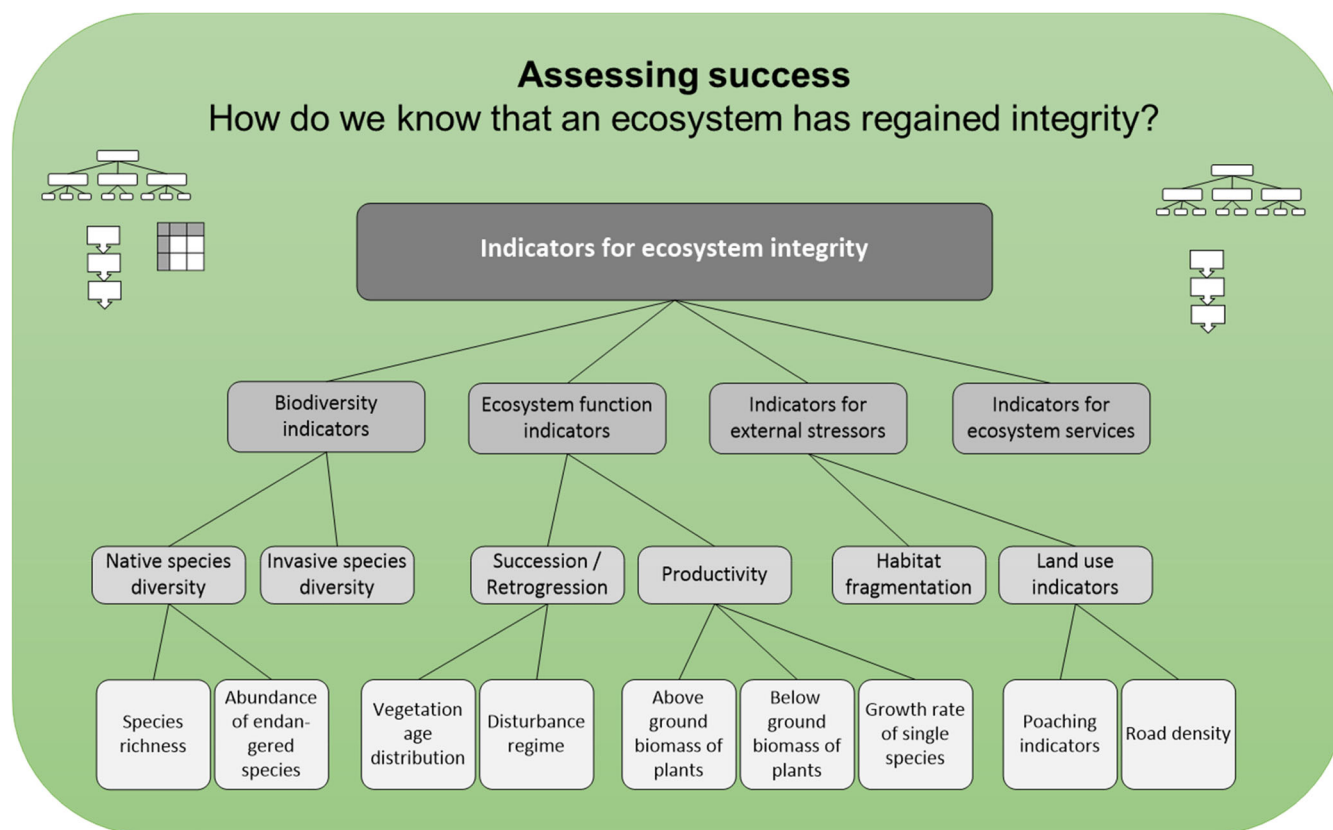 Assessing success
How do we know that an ecosystem has regained integrity?
Indicators for ecosystem integrity
Biodiversity
indicators
Ecosystem function
indicators
Indicators for
external stressors
Indicators for
ecosystem services
Native species
diversity
Invasive species
diversity
Succession /
Retrogression
Productivity
Habitat
fragmentation
Land use
indicators
Species
richness
Abundance
of endan-
gered
species
Vegetation
age
distribution
Disturbance
regime
Above
ground
biomass of
plants
Below
ground
biomass of
plants
Growth rate
of single
species
Poaching
indicators
Road density